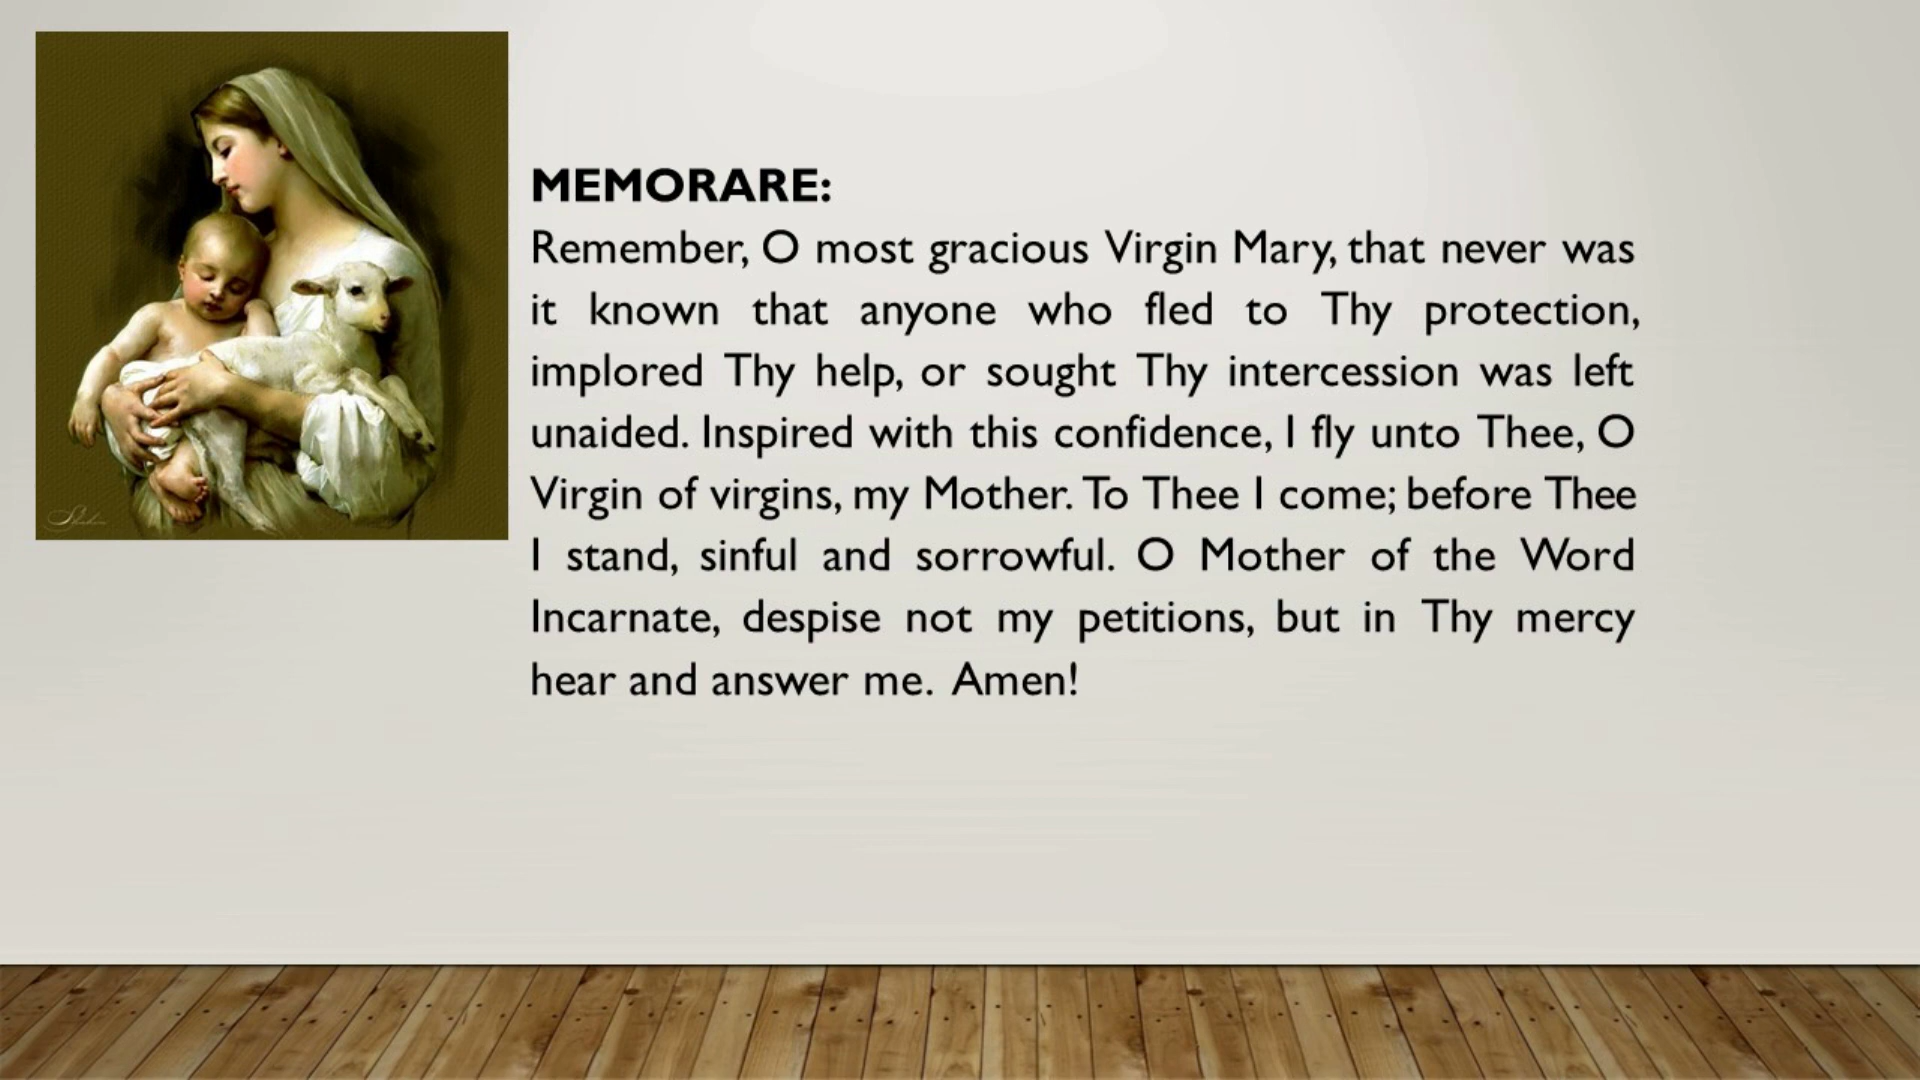 MEMORARE:
Remember, O most gracious Virgin Mary, that never was
it known that anyone who fled to Thy protection,
implored Thy help, or sought Thy intercession was left
unaided. Inspired with this confidence, I fly unto Thee, O
Virgin of virgins, my Mother. To Thee I come; before Thee
I stand, sinful and sorrowful. O Mother of the Word
Incarnate, despise not my petitions, but in Thy mercy
hear and answer me. Amen!